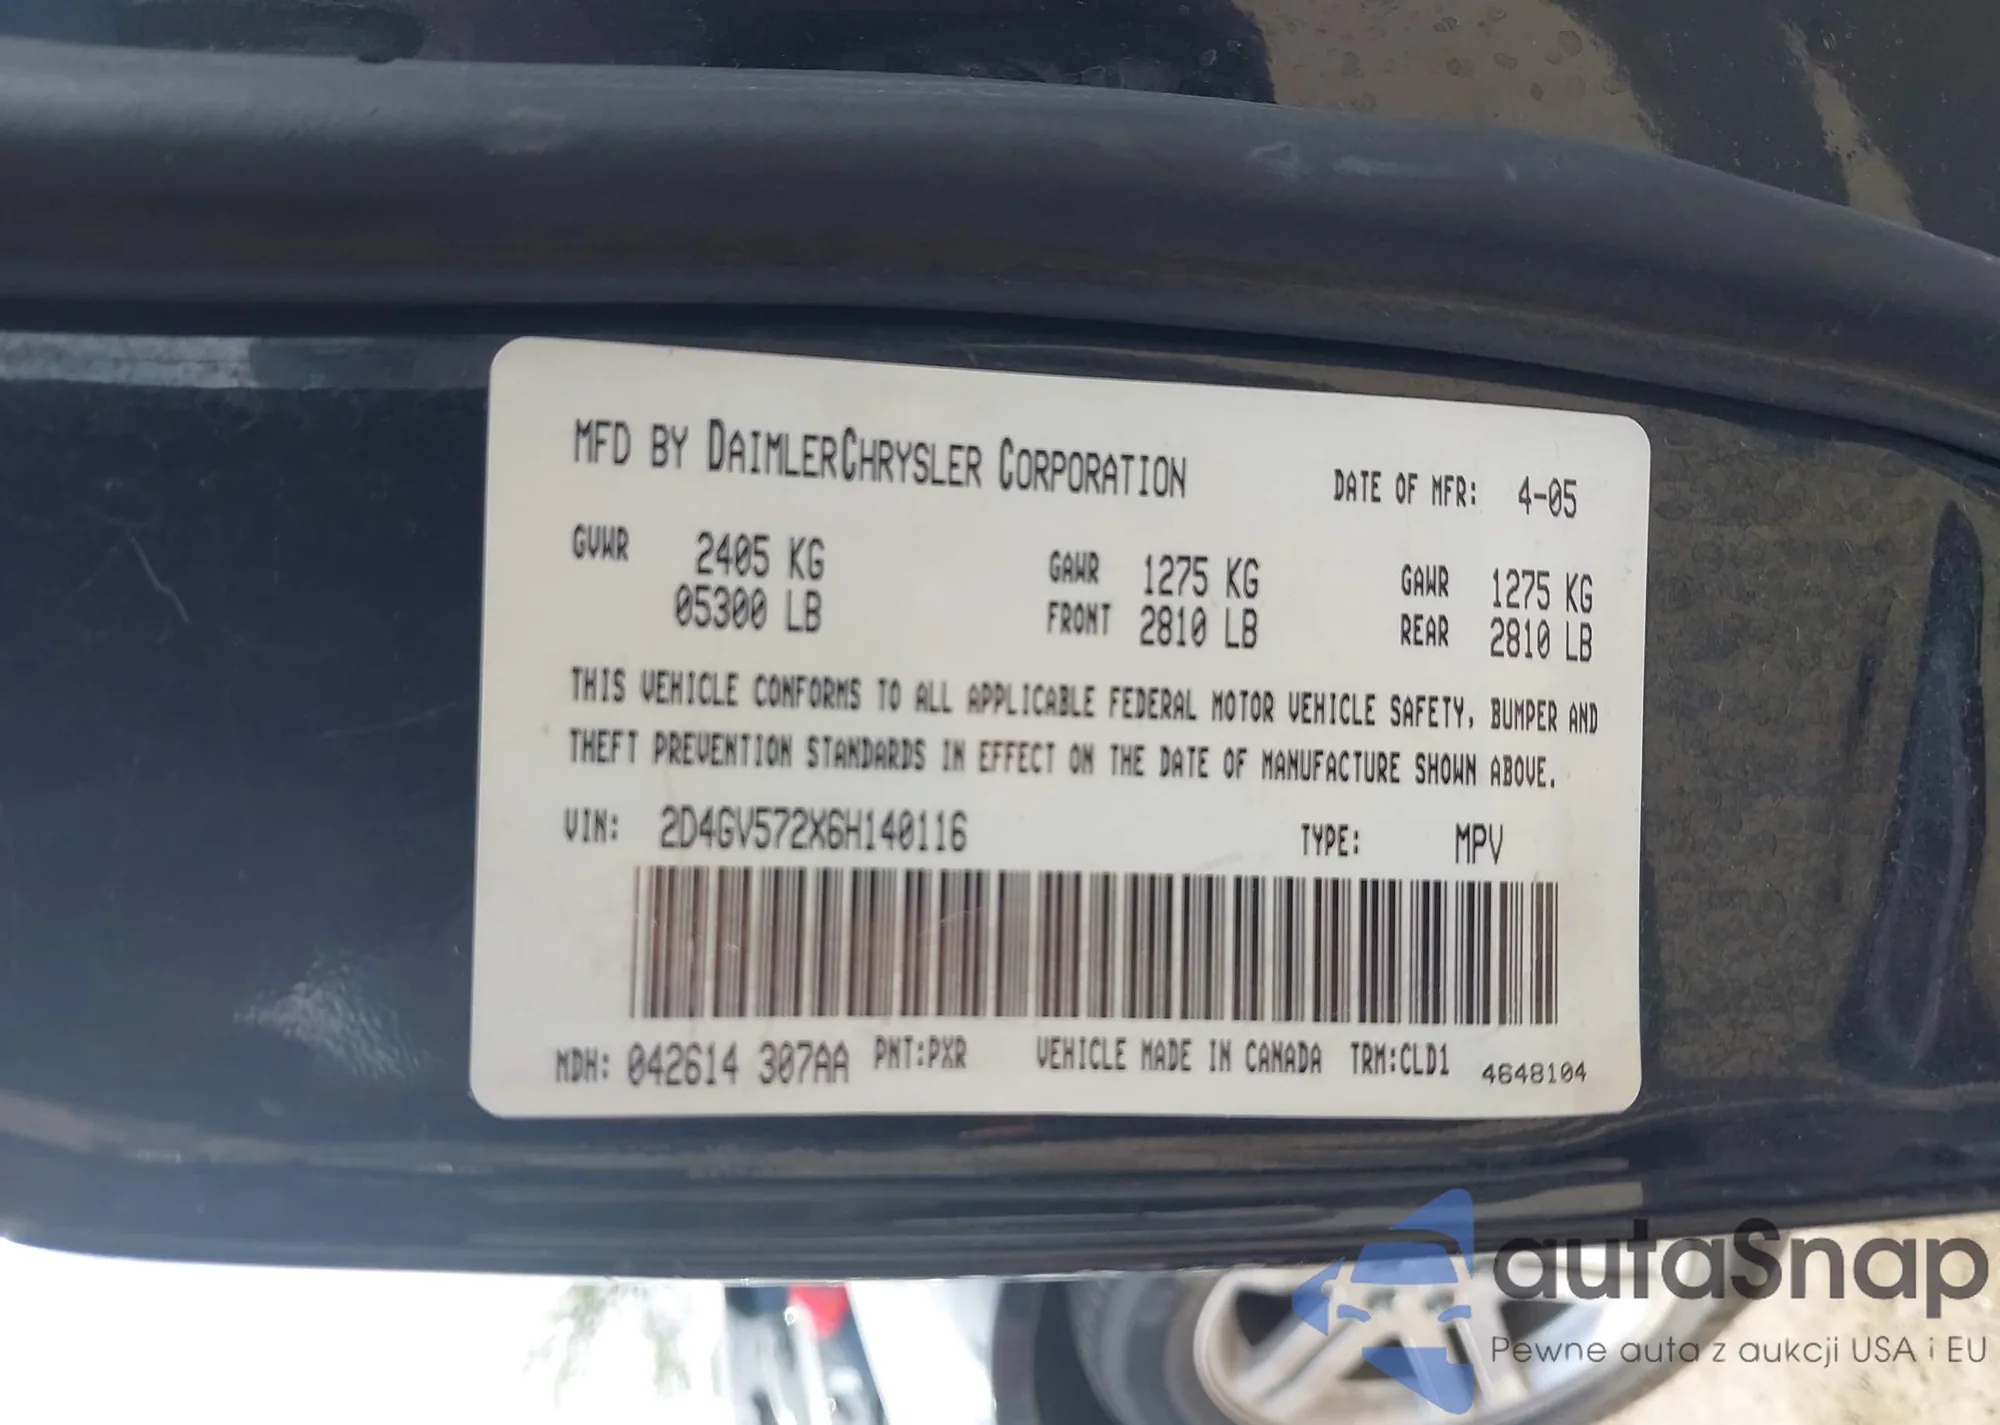 MFD BY DAIMLERCHRYSLER CORPORATION
DATE OF MFR: 4-05
GVWR 2405 KG GAWR 1275 KG GAWR 1275 KG
05300 LB FRONT 2810 LB REAR 2810 LB
THIS VEHICLE CONFORMS TO ALL APPLICABLE FEDERAL MOTOR VEHICLE SAFETY, BUMPER AND
THEFT PREVENTION STANDARDS IN EFFECT ON THE DATE OF MANUFACTURE SHOWN ABOVE.
VIN: 2D4GV572X6H140116 TYPE: MPV
MDH: 042614 307AA PNT:PXR VEHICLE MADE IN CANADA TRM:CLD1 4648104
autaSnap
Pewne auta z aukcji USA i EU